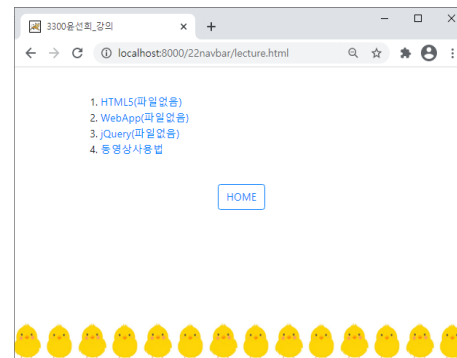 3300윤선희_강의
localhost:8000/22navbar/lecture.html
1. HTML5(파일없음)
2. WebApp(파일없음)
3. jQuery(파일없음)
4. 동영상사용법
HOME